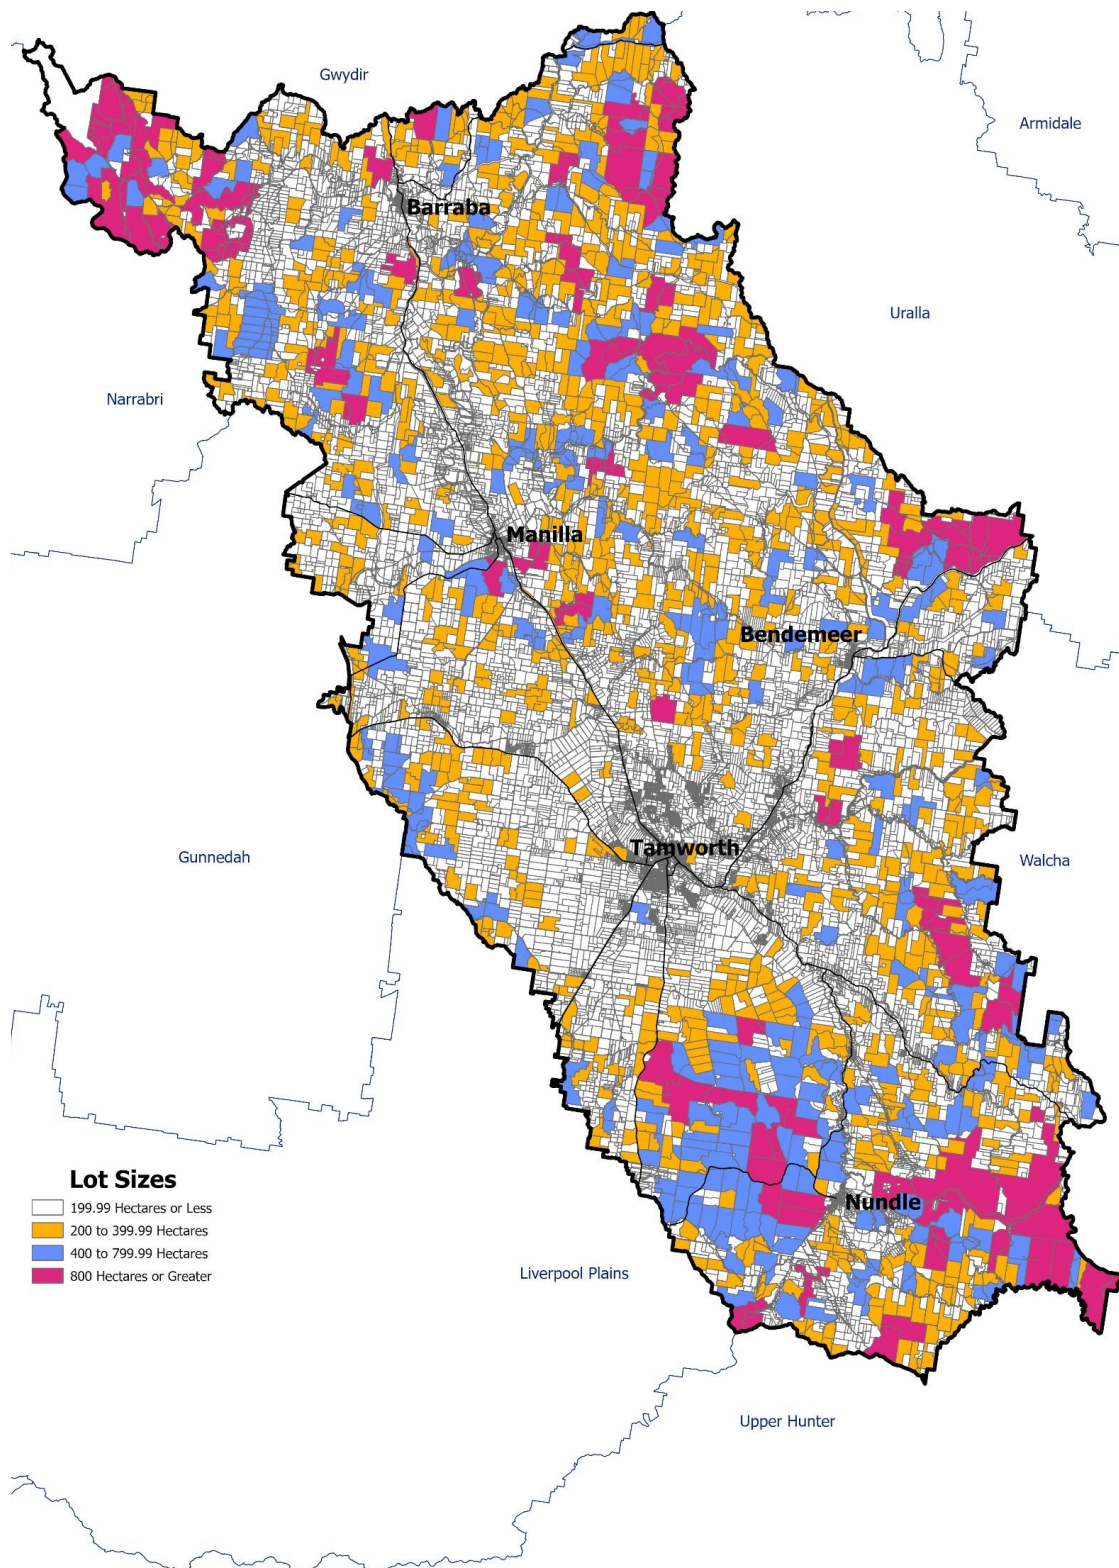 Gwydir
Armidale
Barraba
Uralla
Narrabri
Manilla
Bendemeer
Tamworth
Gunnedah
Walcha
Lot Sizes
199.99 Hectares or Less
200 to 399.99 Hectares
400 to 799.99 Hectares
800 Hectares or Greater
Nundle
Liverpool Plains
Upper Hunter